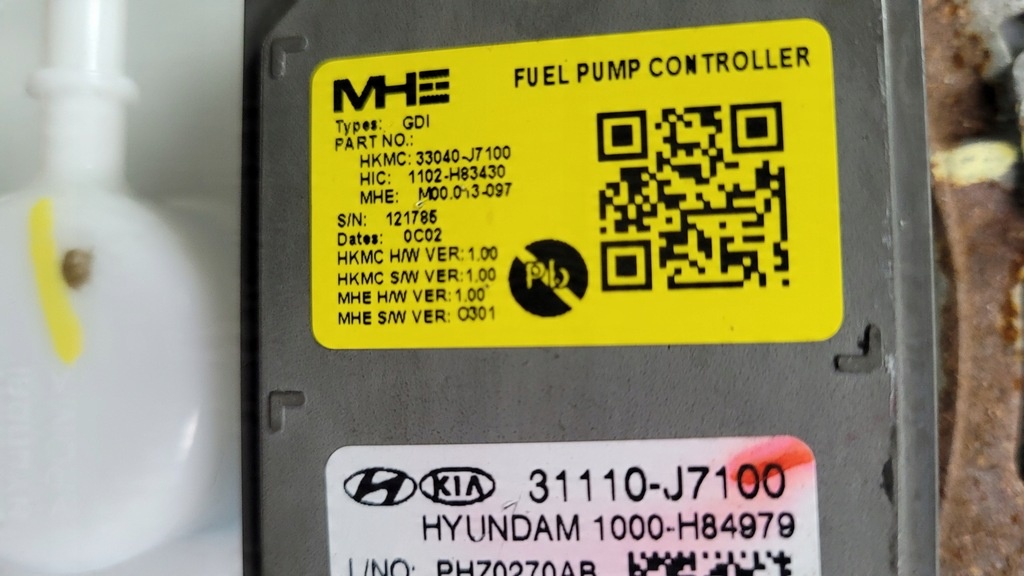 MHE
FUEL PUMP CONTROLLER
Types: GDI
PART NO.:
HKMC: 33040-J7100
HIC: 1102-H83430
MHE: M00.013-097
S/N: 121785
Dates: 0C02
HKMC H/W VER: 1.00
HKMC S/W VER: 1.00
MHE H/W VER: 1.00
MHE S/W VER: 0301
Pb
KIA 31110-J7100
HYUNDAM 1000-H84979
L/NO: PHZ0270AB